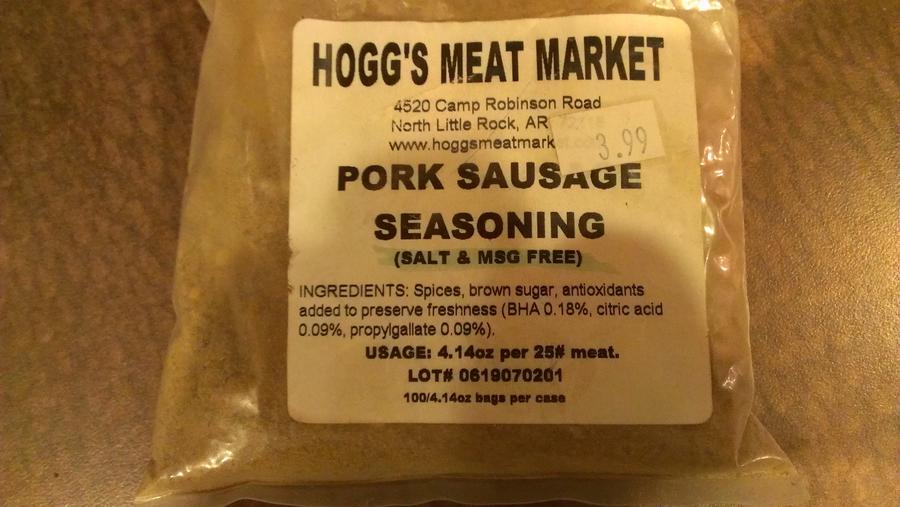 HOGG'S MEAT MARKET
4520 Camp Robinson Road
North Little Rock, AR 72118
www.hoggsmeatmark
3.99
PORK SAUSAGE
SEASONING
(SALT & MSG FREE)
INGREDIENTS: Spices, brown sugar, antioxidants
added to preserve freshness (BHA 0.18%, citric acid
0.09%, propylgallate 0.09%).
USAGE: 4.14oz per 25# meat.
LOT# 0619070201
100/4.14oz bags per case